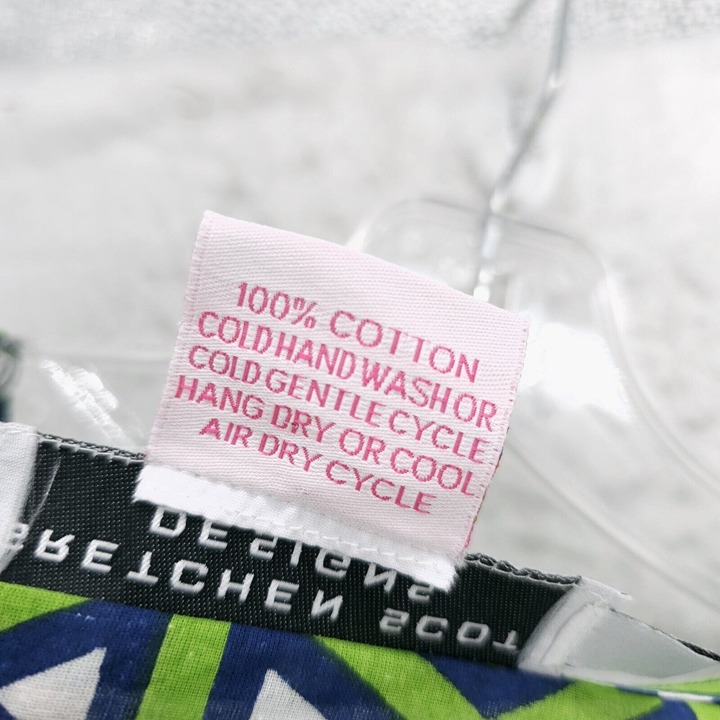 100% COTTON
COLD HAND WASH OR
COLD GENTLE CYCLE
HANG DRY OR COOL
AIR DRY CYCLE
GRETCHEN SCOT
DESIGNS